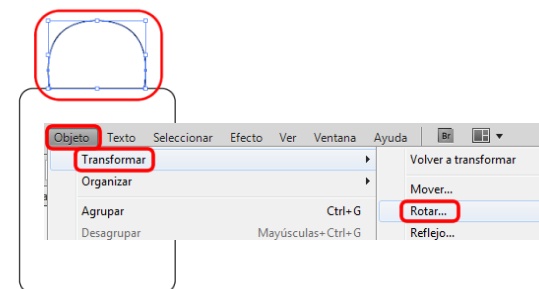 Objeto Texto Seleccionar Efecto Ver Ventana Ayuda Br
Transformar
Organizar
Agrupar Ctrl+G
Desagrupar Mayúsculas+Ctrl+G
Volver a transformar
Mover...
Rotar...
Reflejo...